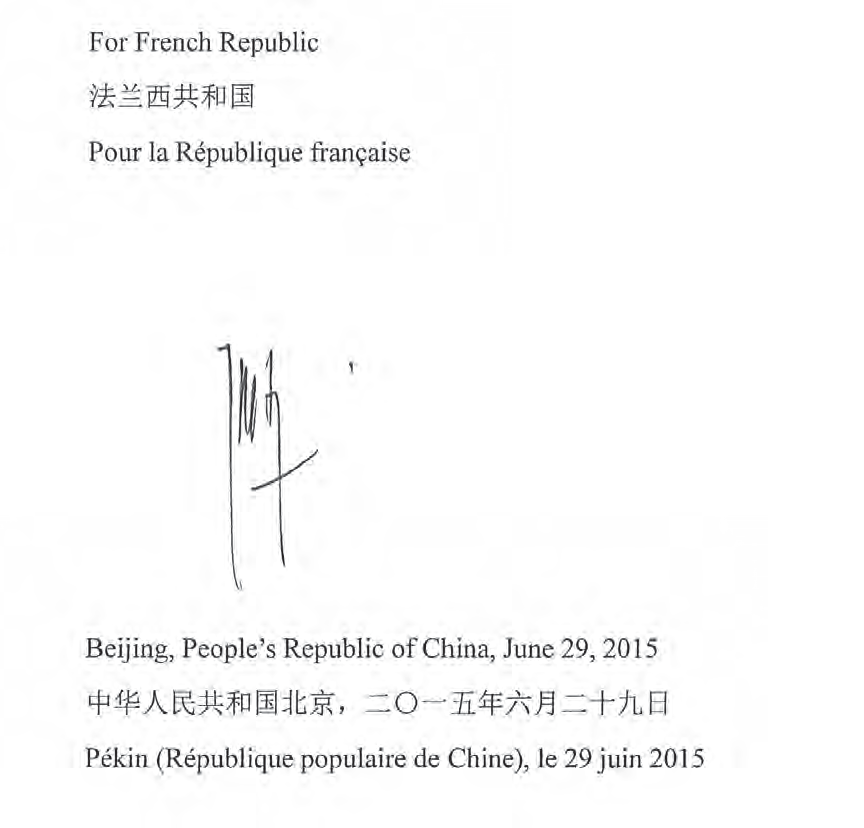 For French Republic
法兰西共和国
Pour la République française
Beijing, People’s Republic of China, June 29, 2015
中华人民共和国北京，二〇一五年六月二十九日
Pékin (République populaire de Chine), le 29 juin 2015